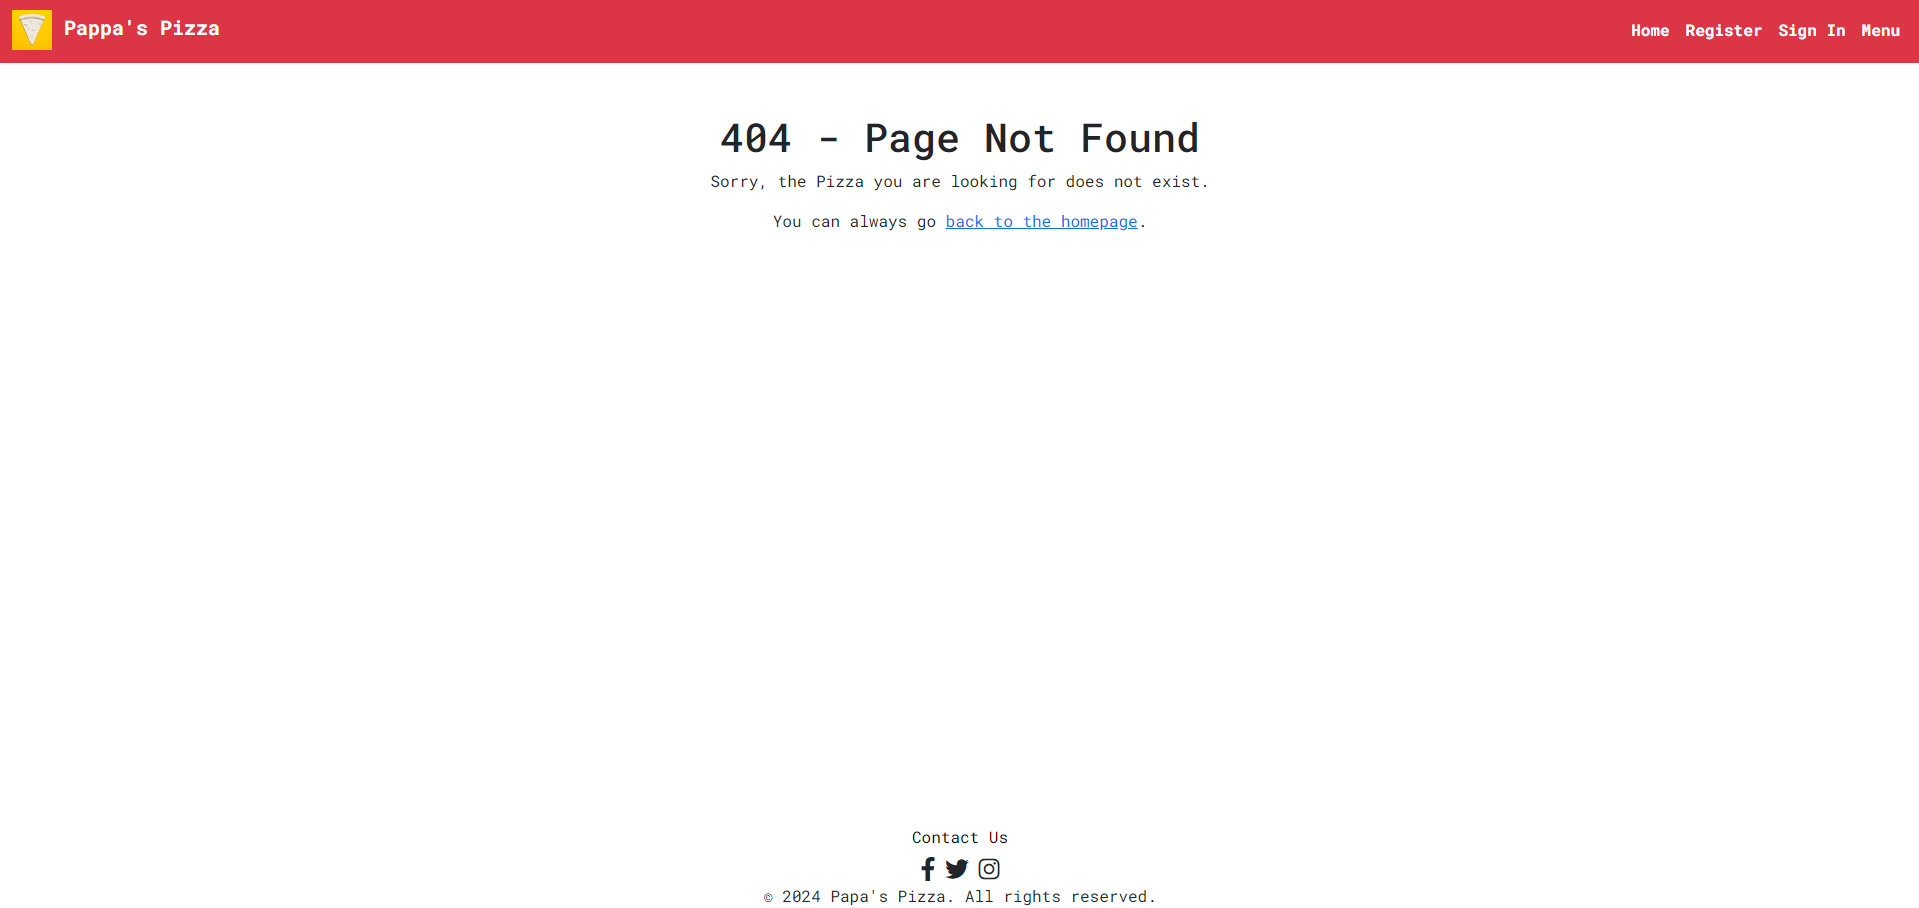 Pappa's Pizza
Home Register Sign In Menu
404 - Page Not Found
Sorry, the Pizza you are looking for does not exist.
You can always go back to the homepage.
Contact Us
© 2024 Papa's Pizza. All rights reserved.